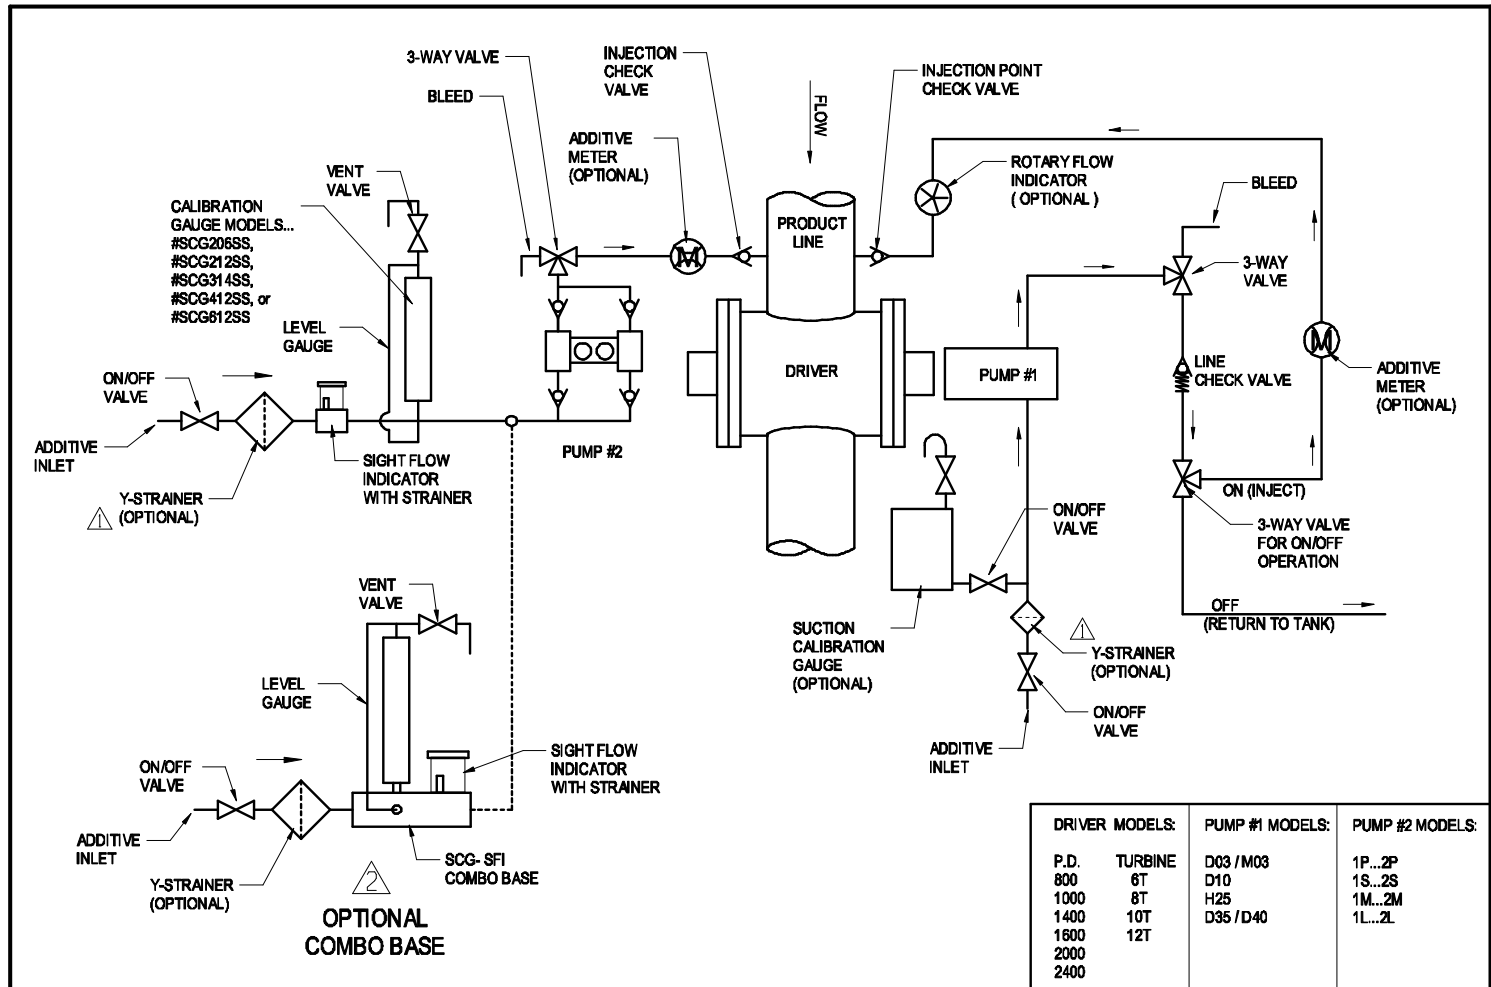 3-WAY VALVE
BLEED
INJECTION
CHECK
VALVE
INJECTION POINT
CHECK VALVE
FLOW
ADDITIVE
METER
(OPTIONAL)
ROTARY FLOW
INDICATOR
( OPTIONAL )
BLEED
VENT
VALVE
CALIBRATION
GAUGE MODELS...
#SCG206SS,
#SCG212SS,
#SCG314SS,
#SCG412SS, or
#SCG612SS
PRODUCT
LINE
3-WAY
VALVE
LEVEL
GAUGE
DRIVER
PUMP #1
LINE
CHECK VALVE
ADDITIVE
METER
(OPTIONAL)
ON/OFF
VALVE
ADDITIVE
INLET
Y-STRAINER
(OPTIONAL)
1
SIGHT FLOW
INDICATOR
WITH STRAINER
PUMP #2
ON (INJECT)
3-WAY VALVE
FOR ON/OFF
OPERATION
ON/OFF
VALVE
OFF
(RETURN TO TANK)
SUCTION
CALIBRATION
GAUGE
(OPTIONAL)
1
Y-STRAINER
(OPTIONAL)
ON/OFF
VALVE
ADDITIVE
INLET
VENT
VALVE
LEVEL
GAUGE
SIGHT FLOW
INDICATOR
WITH STRAINER
ON/OFF
VALVE
ADDITIVE
INLET
Y-STRAINER
(OPTIONAL)
SCG- SFI
COMBO BASE
2
OPTIONAL
COMBO BASE
DRIVER MODELS: PUMP #1 MODELS: PUMP #2 MODELS:
P.D. TURBINE D03 / M03 1P...2P
800 6T D10 1S...2S
1000 8T H25 1M...2M
1400 10T D35 / D40 1L...2L
1600 12T
2000
2400